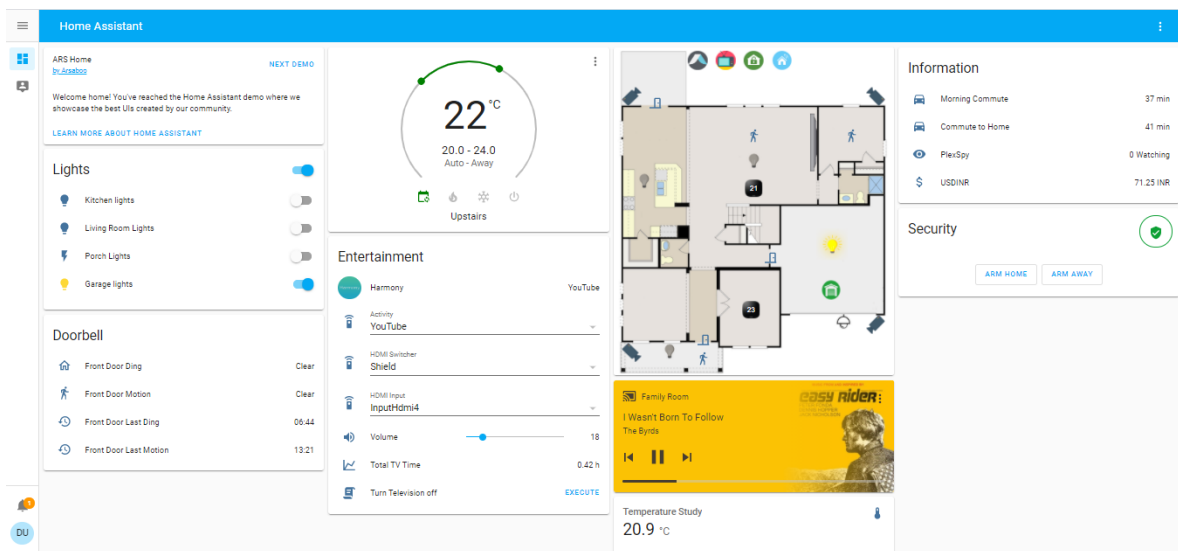 Home Assistant
ARS Home
by Arsaboo
NEXT DEMO
Welcome home! You've reached the Home Assistant demo where we
showcase the best UIs created by our community.
LEARN MORE ABOUT HOME ASSISTANT
Lights
Kitchen lights
Living Room Lights
Porch Lights
Garage lights
Doorbell
Front Door Ding Clear
Front Door Motion Clear
Front Door Last Ding 06:44
Front Door Last Motion 13:21
DU
22 °C
20.0 - 24.0
Auto - Away
Upstairs
Entertainment
Harmony YouTube
Activity
YouTube
HDMI Switcher
Shield
HDMI Input
InputHdmi4
Volume 18
Total TV Time 0.42 h
Turn Television off EXECUTE
21
23
Family Room
easy RiDER
I Wasn't Born To Follow
The Byrds
Temperature Study
20.9 °C
Information
Morning Commute 37 min
Commute to Home 41 min
PlexSpy 0 Watching
USDINR 71.25 INR
Security
ARM HOME ARM AWAY